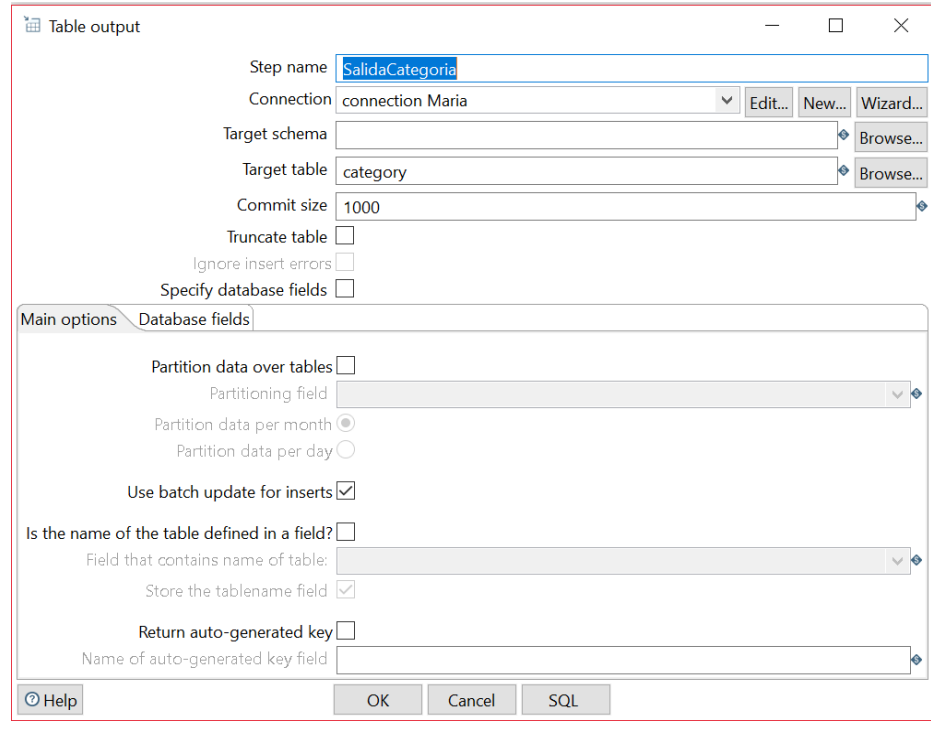 Table output
Step name SalidaCategoria
Connection connection Maria Edit... New... Wizard...
Target schema Browse...
Target table category Browse...
Commit size 1000
Truncate table
Ignore insert errors
Specify database fields
Main options Database fields
Partition data over tables
Partitioning field
Partition data per month
Partition data per day
Use batch update for inserts
Is the name of the table defined in a field?
Field that contains name of table:
Store the tablename field
Return auto-generated key
Name of auto-generated key field
Help OK Cancel SQL